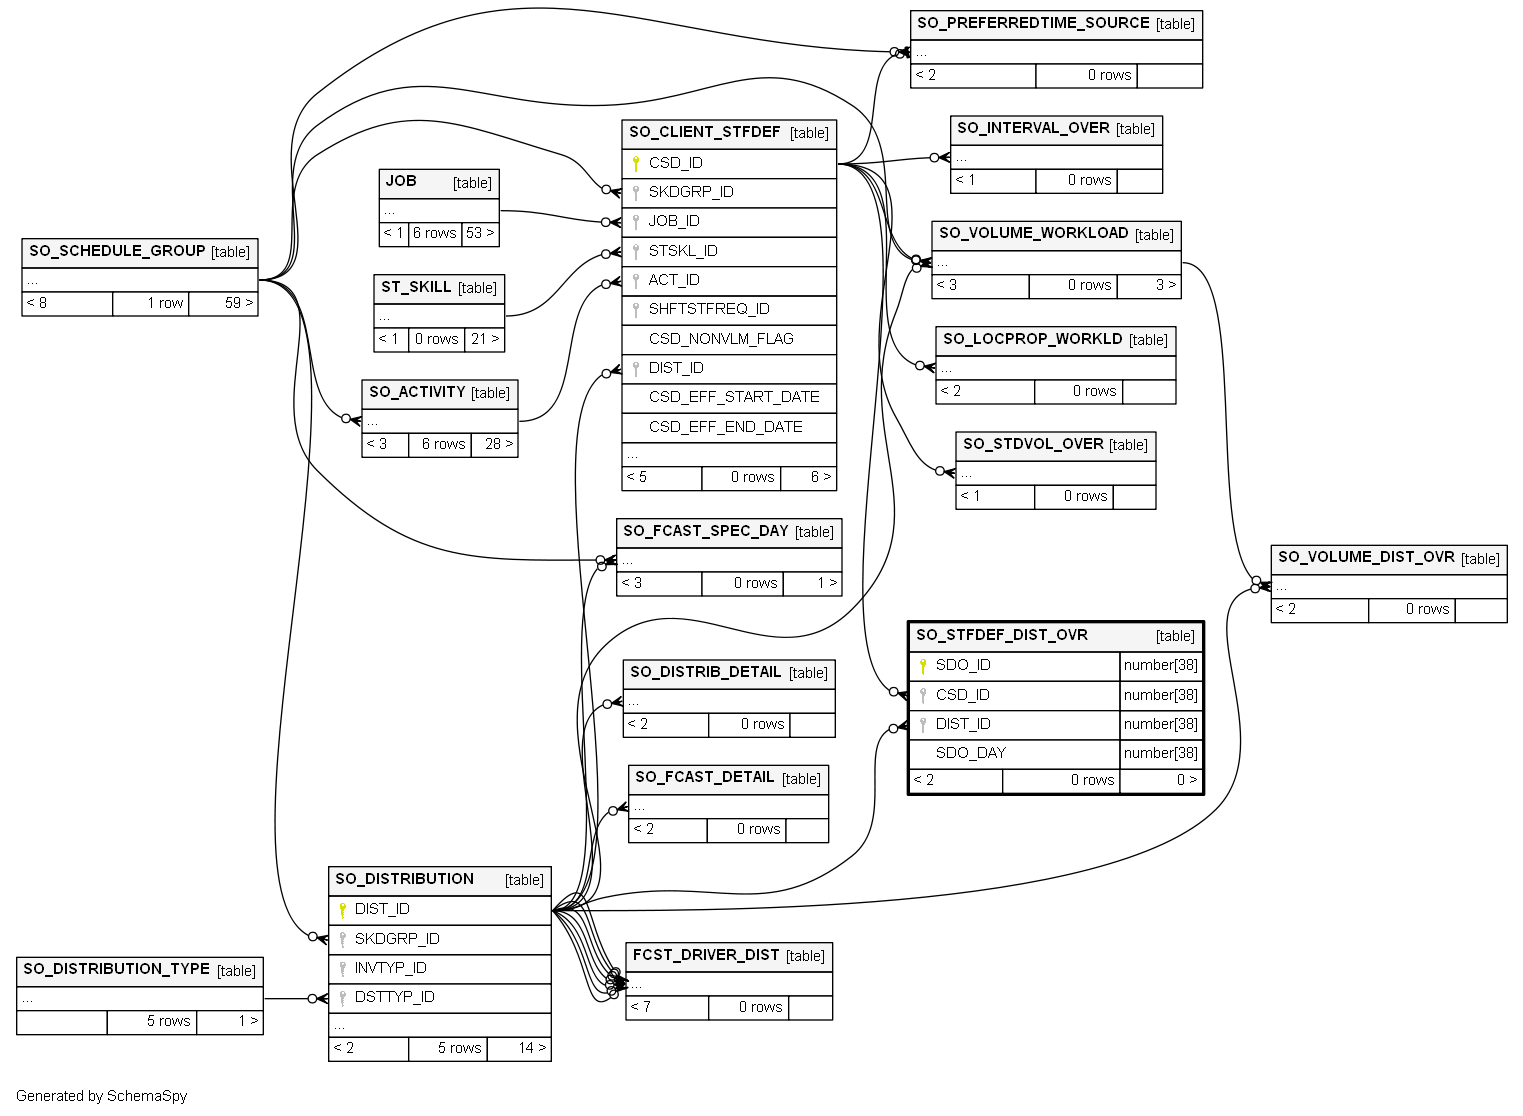 SO_PREFERREDTIME_SOURCE [table]
...
< 2 0 rows
SO_INTERVAL_OVER [table]
...
< 1 0 rows
SO_CLIENT_STFDEF [table]
CSD_ID
SKDGRP_ID
JOB_ID
STSKL_ID
ACT_ID
SHFTSTFREQ_ID
CSD_NONVLM_FLAG
DIST_ID
CSD_EFF_START_DATE
CSD_EFF_END_DATE
...
< 5 0 rows 6 >
JOB [table]
...
< 1 6 rows 53 >
SO_SCHEDULE_GROUP [table]
...
< 8 1 row 59 >
ST_SKILL [table]
...
< 1 0 rows 21 >
SO_ACTIVITY [table]
...
< 3 6 rows 28 >
SO_VOLUME_WORKLOAD [table]
...
< 3 0 rows 3 >
SO_LOCPROP_WORKLD [table]
...
< 2 0 rows
SO_STDVOL_OVER [table]
...
< 1 0 rows
SO_FCAST_SPEC_DAY [table]
...
< 3 0 rows 1 >
SO_VOLUME_DIST_OVR [table]
...
< 2 0 rows
SO_STFDEF_DIST_OVR [table]
SDO_ID number[38]
CSD_ID number[38]
DIST_ID number[38]
SDO_DAY number[38]
< 2 0 rows 0 >
SO_DISTRIB_DETAIL [table]
...
< 2 0 rows
SO_FCAST_DETAIL [table]
...
< 2 0 rows
SO_DISTRIBUTION [table]
DIST_ID
SKDGRP_ID
INVTYP_ID
DSTTYP_ID
...
< 2 5 rows 14 >
SO_DISTRIBUTION_TYPE [table]
...
5 rows 1 >
FCST_DRIVER_DIST [table]
...
< 7 0 rows
Generated by SchemaSpy